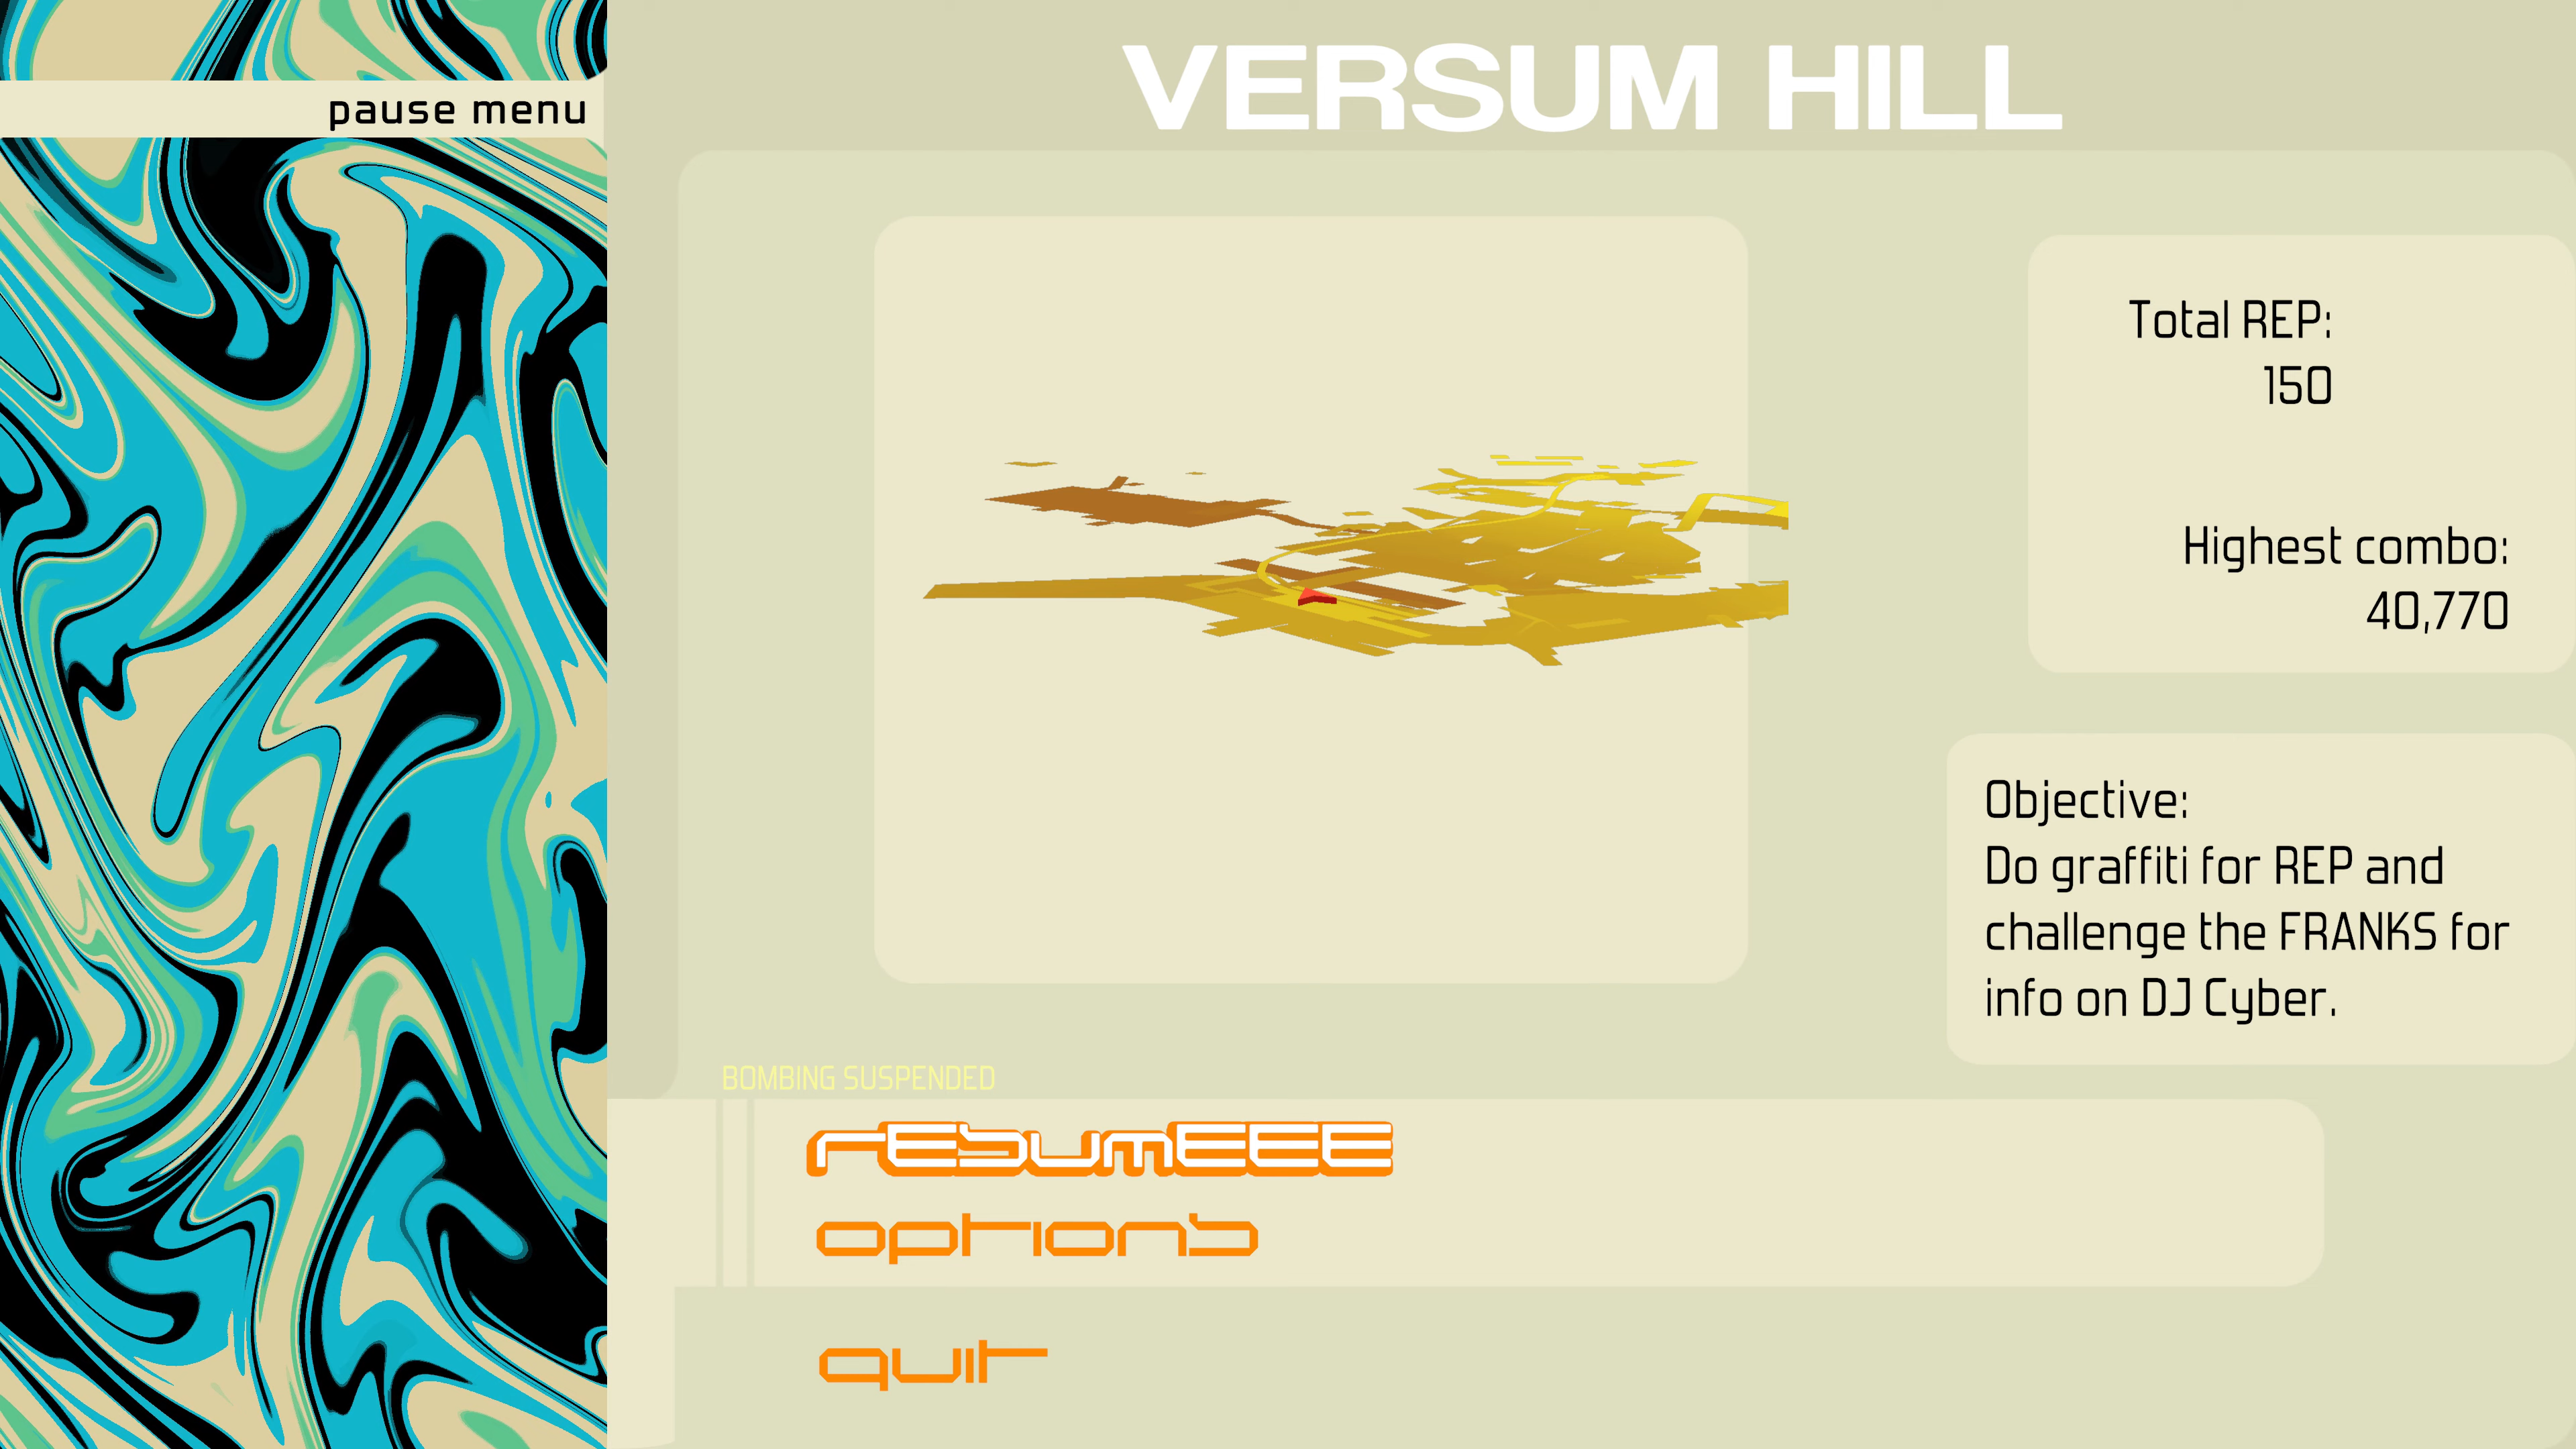 pause menu
VERSUM HILL
Total REP:
150
Highest combo:
40,770
Objective:
Do graffiti for REP and
challenge the FRANKS for
info on DJ Cyber.
BOMBING SUSPENDED
rEsumEEE
options
quit